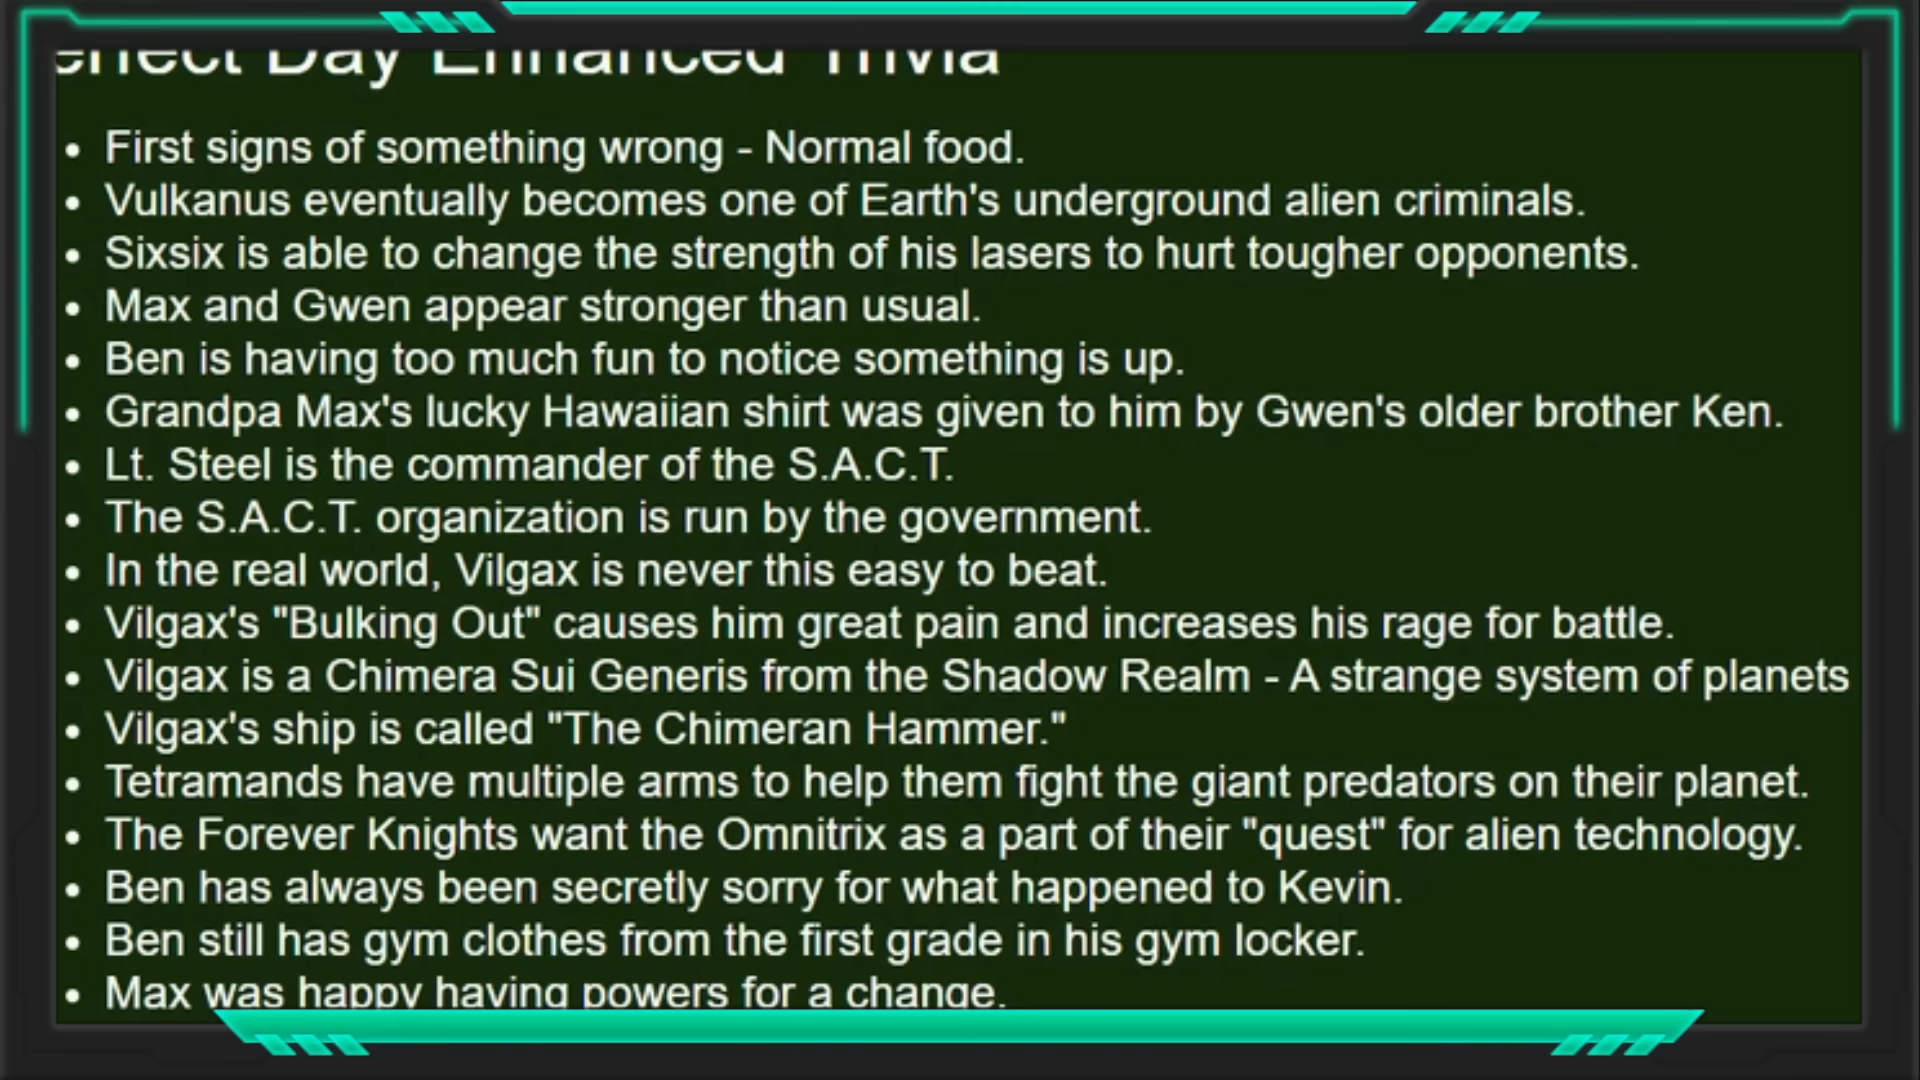 erfect Day Enhanced Trivia
First signs of something wrong - Normal food.
Vulkanus eventually becomes one of Earth's underground alien criminals.
Sixsix is able to change the strength of his lasers to hurt tougher opponents.
Max and Gwen appear stronger than usual.
Ben is having too much fun to notice something is up.
Grandpa Max's lucky Hawaiian shirt was given to him by Gwen's older brother Ken.
Lt. Steel is the commander of the S.A.C.T.
The S.A.C.T. organization is run by the government.
In the real world, Vilgax is never this easy to beat.
Vilgax's "Bulking Out" causes him great pain and increases his rage for battle.
Vilgax is a Chimera Sui Generis from the Shadow Realm - A strange system of planets
Vilgax's ship is called "The Chimeran Hammer."
Tetramands have multiple arms to help them fight the giant predators on their planet.
The Forever Knights want the Omnitrix as a part of their "quest" for alien technology.
Ben has always been secretly sorry for what happened to Kevin.
Ben still has gym clothes from the first grade in his gym locker.
Max was happy having powers for a change.